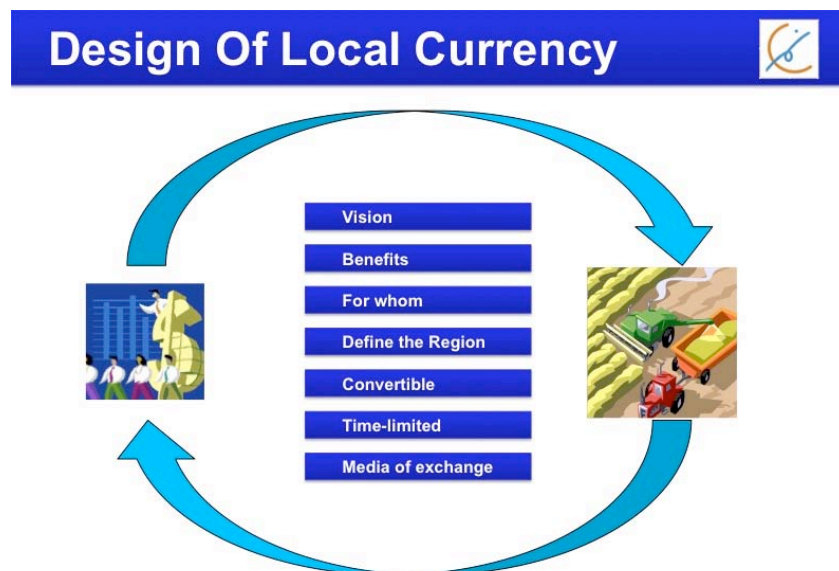 Design Of Local Currency
Vision
Benefits
For whom
Define the Region
Convertible
Time-limited
Media of exchange